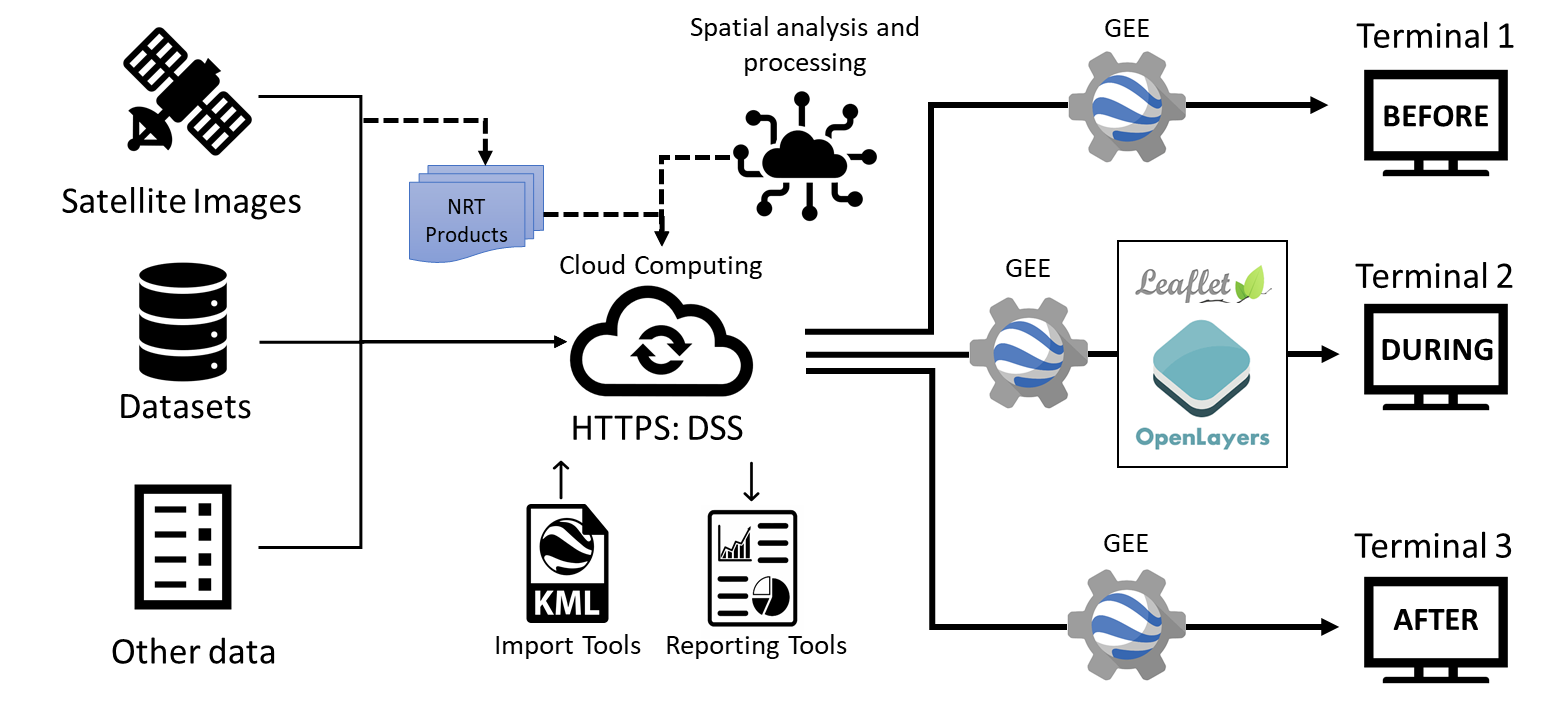 Satellite Images
Datasets
Other data
NRT
Products
Spatial analysis and
processing
Cloud Computing
HTTPS: DSS
KML
Import Tools
Reporting Tools
GEE
Terminal 1
BEFORE
GEE
Leaflet
OpenLayers
Terminal 2
DURING
GEE
Terminal 3
AFTER